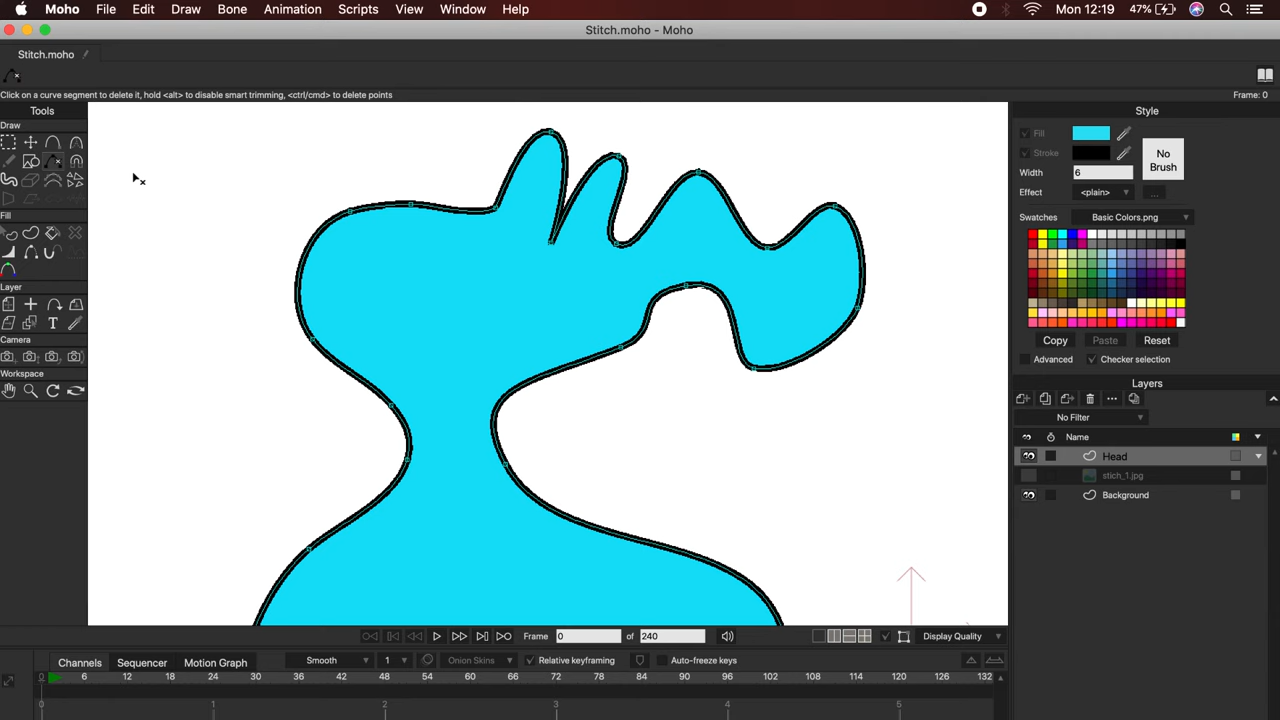 Moho File Edit Draw Bone Animation Scripts View Window Help Mon 12:19 47%
Stitch.moho - Moho
Stitch.moho
Click on a curve segment to delete it, hold <alt> to disable smart trimming, <ctrl/cmd> to delete points Frame: 0
Tools
Draw
Fill
Layer
Camera
Workspace
Style
Fill
Stroke
No Brush
Width 6
Effect <plain> ...
Swatches Basic Colors.png
Copy Paste Reset
Advanced Checker selection
Layers
No Filter
Name
Head
stich_1.jpg
Background
Frame 0 of 240 Display Quality
Channels Sequencer Motion Graph Smooth 1 Onion Skins Relative keyframing Auto-freeze keys
0 6 12 18 24 30 36 42 48 54 60 66 72 78 84 90 96 102 108 114 120 126 132
0 1 2 3 4 5